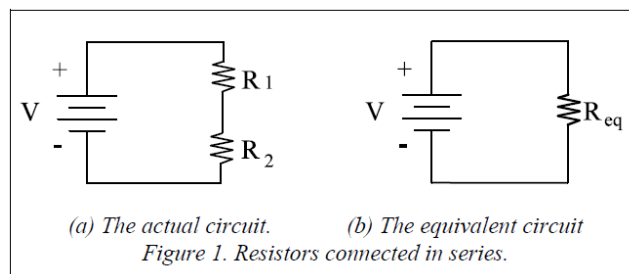 + R1
V
- R2
+
V Req
-
(a) The actual circuit. (b) The equivalent circuit
Figure 1. Resistors connected in series.